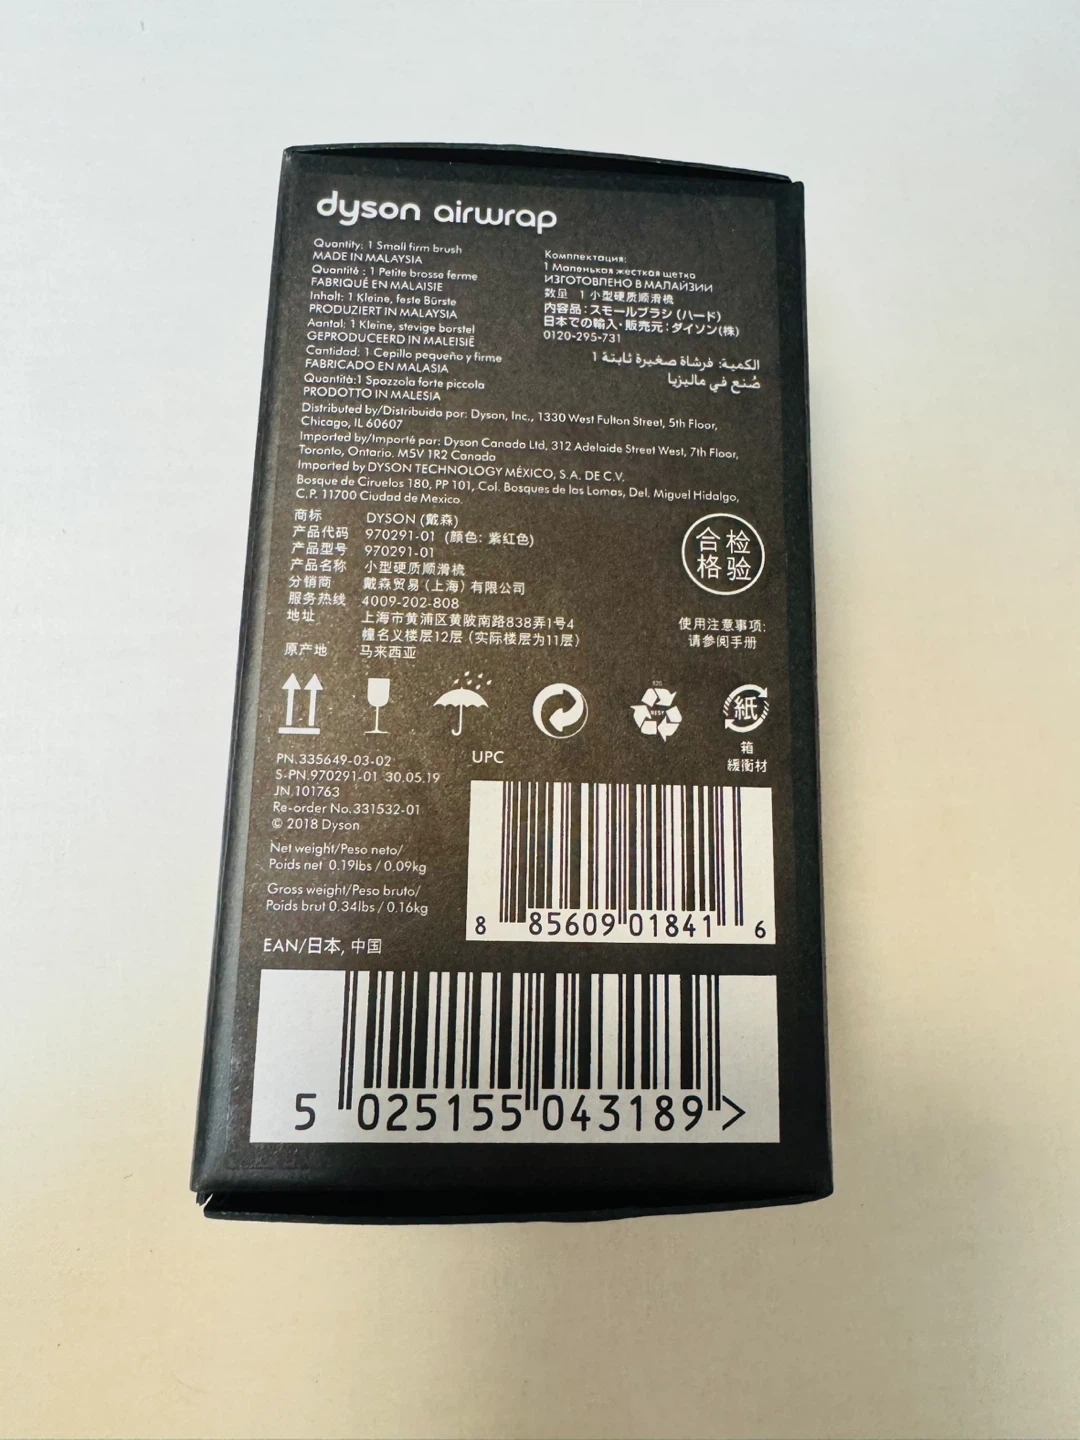 dyson airwrap
Quantity: 1 Small firm brush
MADE IN MALAYSIA
Quantité : 1 Petite brosse ferme
FABRIQUÉ EN MALAISIE
Inhalt: 1 Kleine, feste Bürste
PRODUZIERT IN MALAYSIA
Aantal: 1 Kleine, stevige borstel
GEPRODUCEERD IN MALEISIË
Cantidad: 1 Cepillo pequeño y firme
FABRICADO EN MALASIA
Quantità:1 Spazzola forte piccola
PRODOTTO IN MALESIA
Комплектация:
1 Маленькая жесткая щетка
ИЗГОТОВЛЕНО В МАЛАЙЗИИ
数量 1 小型硬质顺滑梳
内容品：スモールブラシ (ハード)
日本での輸入・販売元：ダイソン(株)
0120-295-731
الكمية: فرشاة صغيرة ثابتة 1
صُنع في ماليزيا
Distributed by/Distribuida por: Dyson, Inc., 1330 West Fulton Street, 5th Floor,
Chicago, IL 60607
Imported by/Importé par: Dyson Canada Ltd, 312 Adelaide Street West, 7th Floor,
Toronto, Ontario. M5V 1R2 Canada
Imported by DYSON TECHNOLOGY MÉXICO, S.A. DE C.V.
Bosque de Ciruelos 180, PP 101, Col. Bosques de las Lomas, Del. Miguel Hidalgo,
C.P. 11700 Ciudad de Mexico.
商标 DYSON (戴森)
产品代码 970291-01 (颜色: 紫红色)
产品型号 970291-01
产品名称 小型硬质顺滑梳
分销商 戴森贸易 (上海) 有限公司
服务热线 4009-202-808
地址 上海市黄浦区黄陂南路838弄1号4
幢名义楼层12层 (实际楼层为11层)
原产地 马来西亚
合检
格验
使用注意事项:
请参阅手册
R20
RESY
紙
箱
緩衝材
PN.335649-03-02
S-PN.970291-01 30.05.19
JN.101763
Re-order No.331532-01
© 2018 Dyson
Net weight/Peso neto/
Poids net 0.19lbs / 0.09kg
Gross weight/Peso bruto/
Poids brut 0.34lbs / 0.16kg
UPC
8 85609 01841 6
EAN/日本, 中国
5 025155 043189 >